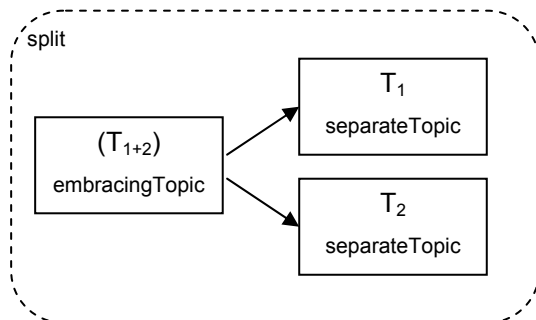 split
(T₁₊₂)
embracingTopic
T₁
separateTopic
T₂
separateTopic